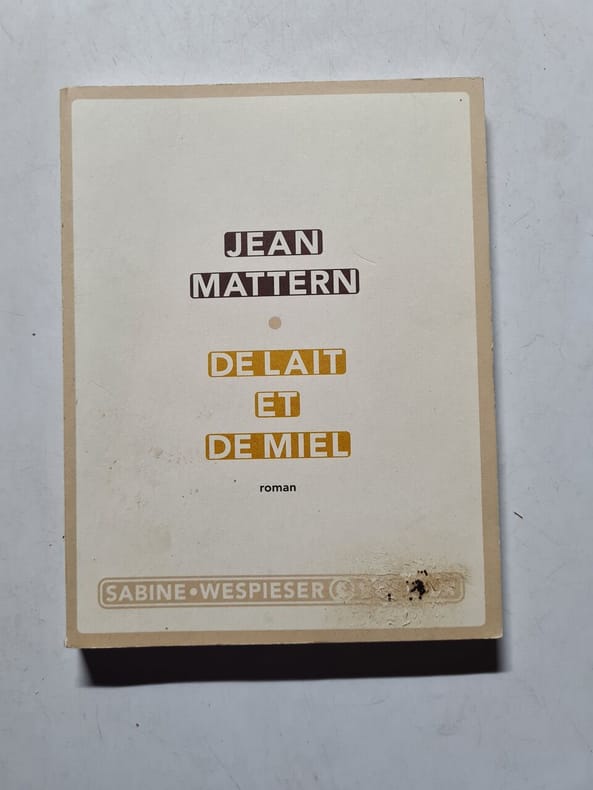 JEAN
MATTERN
DE LAIT
ET
DE MIEL
roman
SABINE • WESPIESER